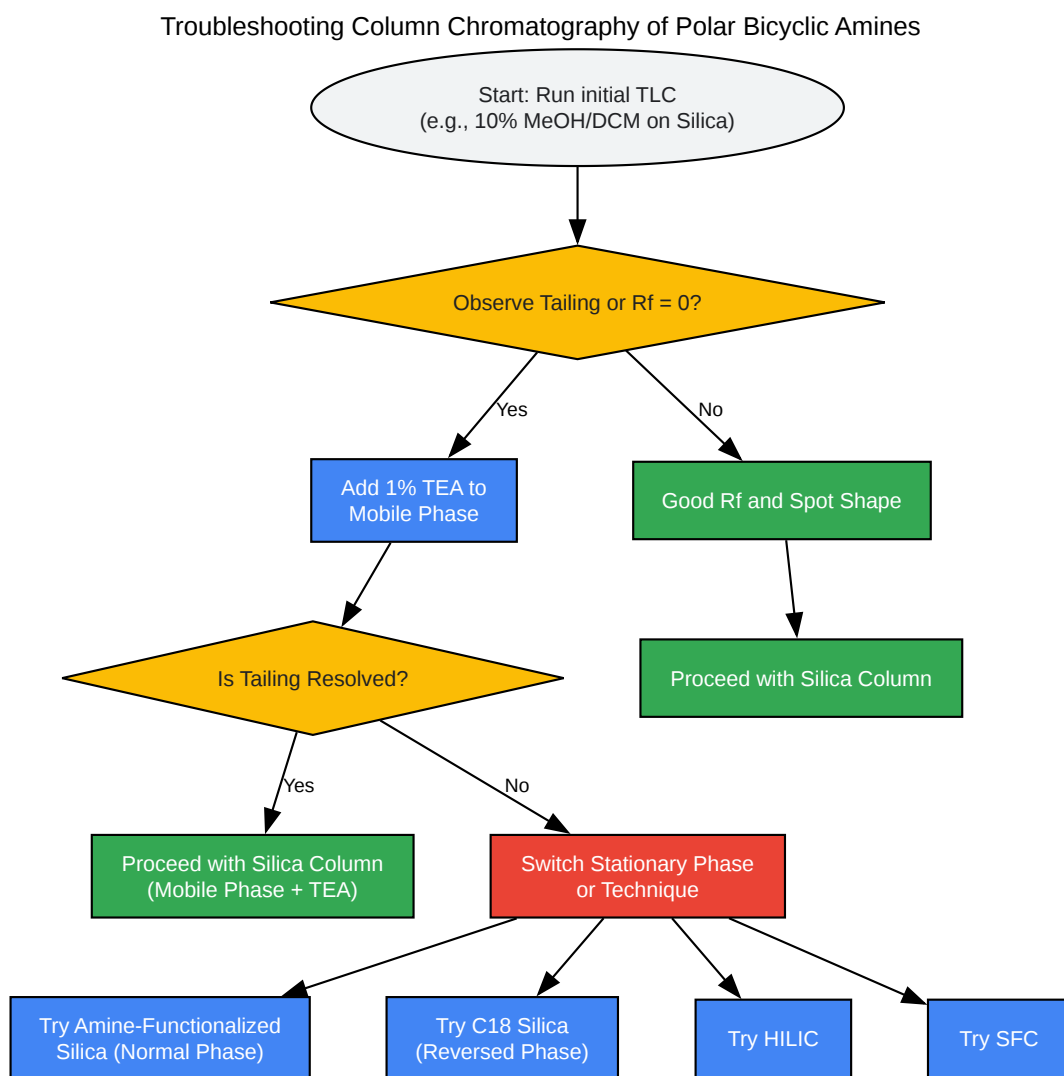 Troubleshooting Column Chromatography of Polar Bicyclic Amines
Start: Run initial TLC
(e.g., 10% MeOH/DCM on Silica)
Observe Tailing or Rf = 0?
Yes
No
Add 1% TEA to
Mobile Phase
Good Rf and Spot Shape
Is Tailing Resolved?
Proceed with Silica Column
Yes
No
Proceed with Silica Column
(Mobile Phase + TEA)
Switch Stationary Phase
or Technique
Try Amine-Functionalized
Silica (Normal Phase)
Try C18 Silica
(Reversed Phase)
Try HILIC
Try SFC